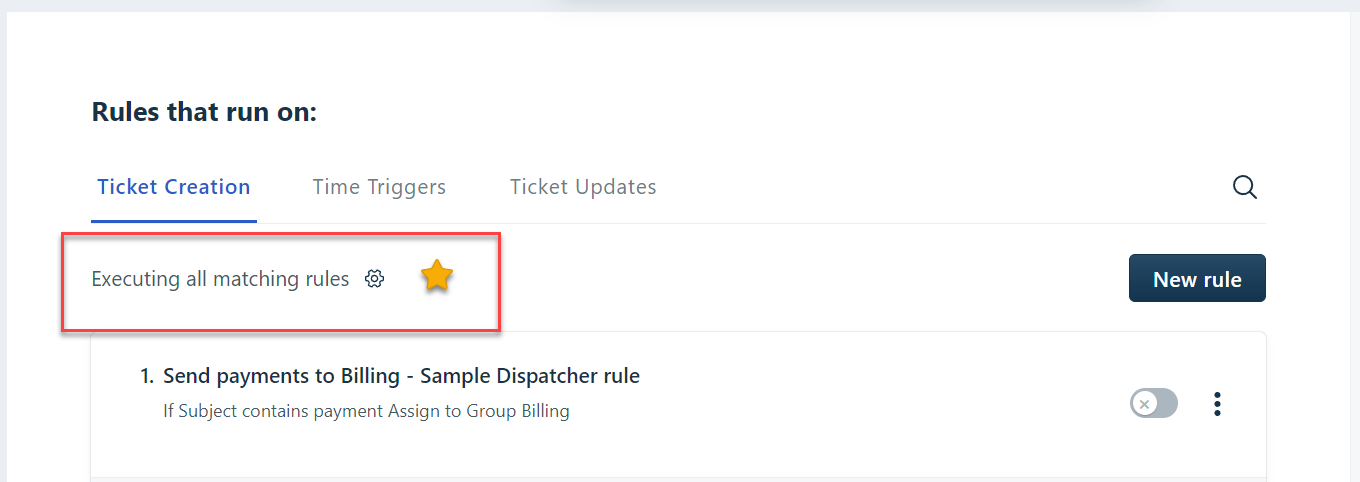 Rules that run on:
Ticket Creation Time Triggers Ticket Updates
Executing all matching rules New rule
1. Send payments to Billing - Sample Dispatcher rule
If Subject contains payment Assign to Group Billing